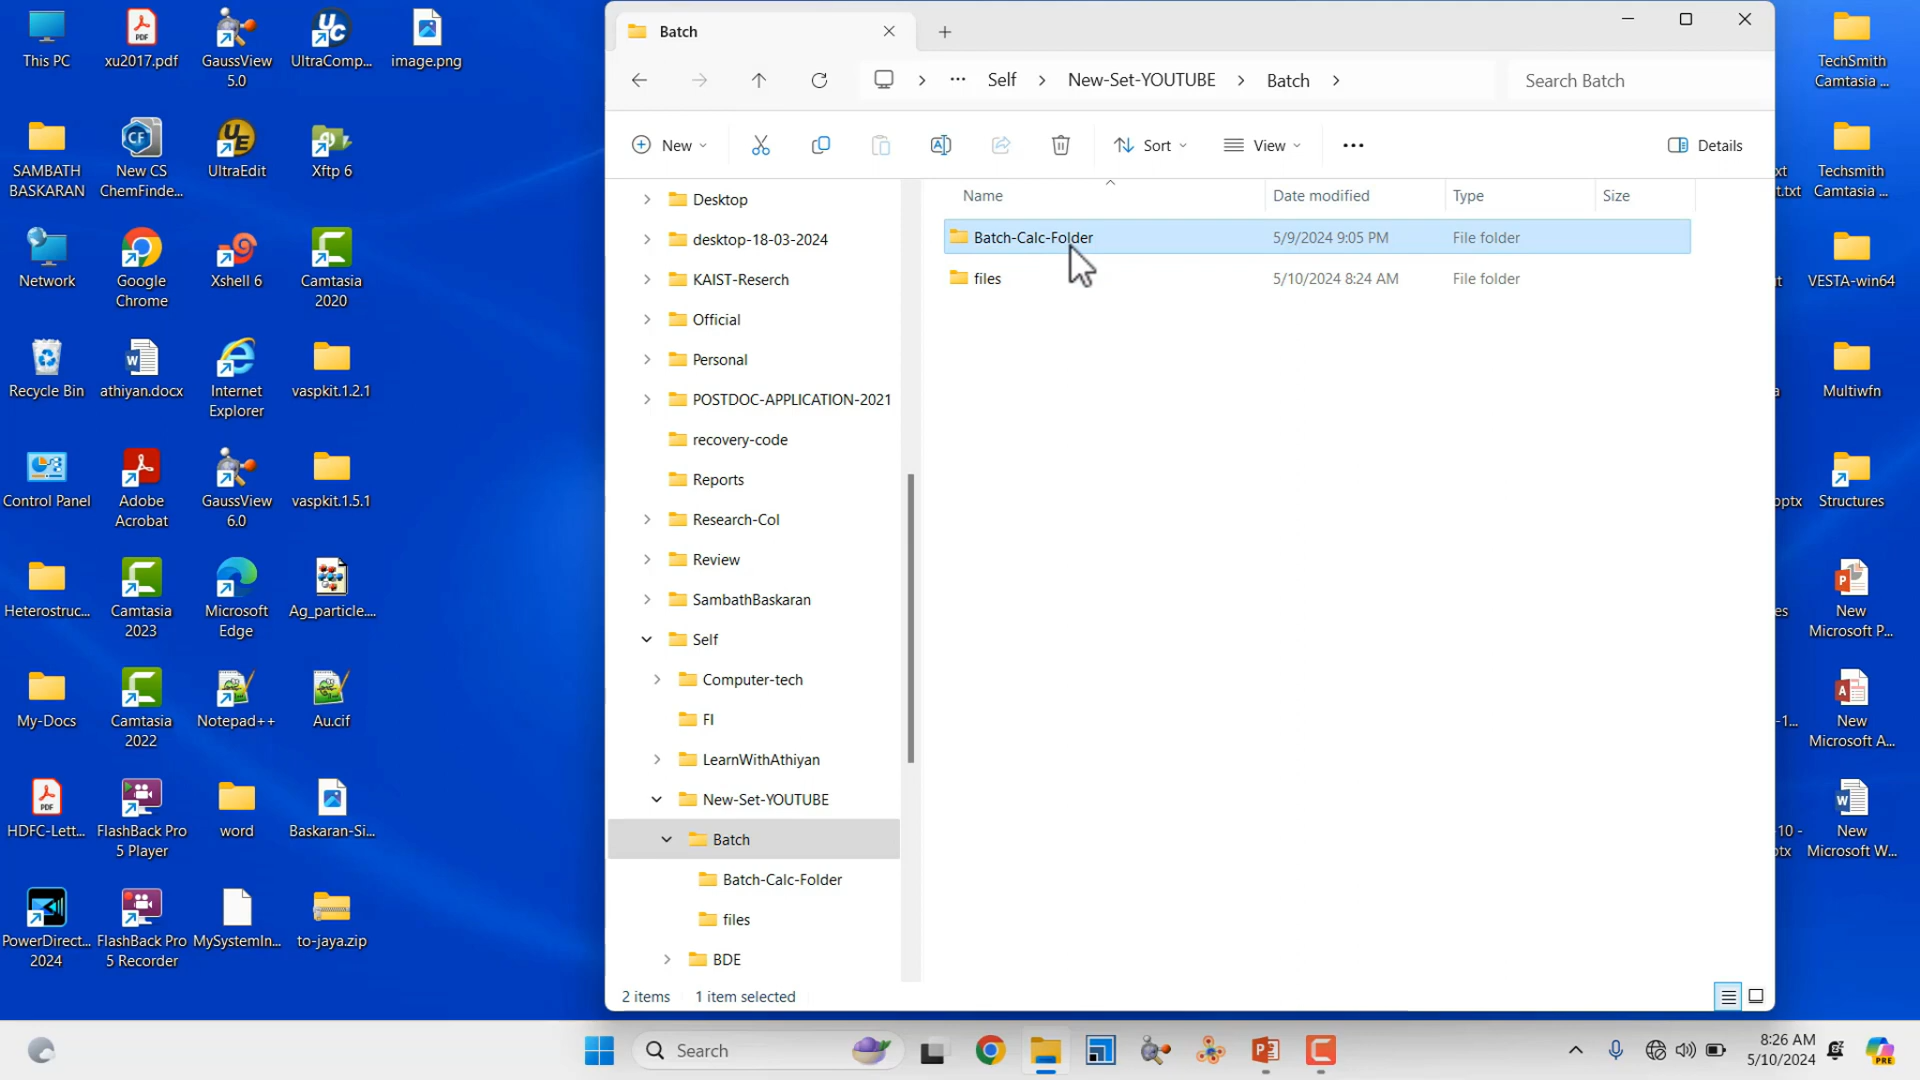 This PC
xu2017.pdf
GaussView
5.0
UltraComp...
image.png
SAMBATH
BASKARAN
New CS
ChemFinde...
UltraEdit
Xftp 6
Network
Google
Chrome
Xshell 6
Camtasia
2020
Recycle Bin
athiyan.docx
Internet
Explorer
vaspkit.1.2.1
Control Panel
Adobe
Acrobat
GaussView
6.0
vaspkit.1.5.1
Heterostruc...
Camtasia
2023
Microsoft
Edge
Ag_particle....
My-Docs
Camtasia
2022
Notepad++
Au.cif
HDFC-Lett...
FlashBack Pro
5 Player
word
Baskaran-Si...
PowerDirect...
2024
FlashBack Pro
5 Recorder
MySystemIn...
to-jaya.zip
Batch
Self
New-Set-YOUTUBE
Batch
Search Batch
New
Sort
View
Details
Name
Date modified
Type
Size
Batch-Calc-Folder
5/9/2024 9:05 PM
File folder
files
5/10/2024 8:24 AM
File folder
Desktop
desktop-18-03-2024
KAIST-Reserch
Official
Personal
POSTDOC-APPLICATION-2021
recovery-code
Reports
Research-Col
Review
SambathBaskaran
Self
Computer-tech
FI
LearnWithAthiyan
New-Set-YOUTUBE
Batch
Batch-Calc-Folder
files
BDE
2 items
1 item selected
TechSmith
Camtasia ...
Techsmith
Camtasia ...
VESTA-win64
Multiwfn
Structures
New
Microsoft P...
New
Microsoft A...
New
Microsoft W...
Search
8:26 AM
5/10/2024
PRE